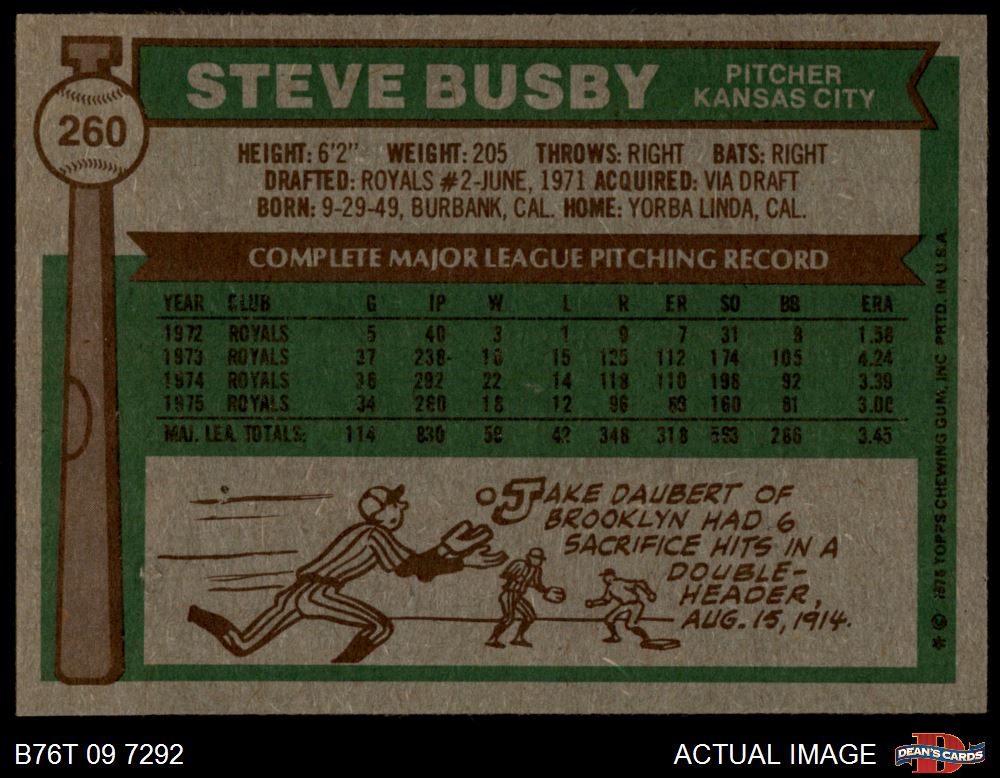 260
STEVE BUSBY
PITCHER
KANSAS CITY
HEIGHT: 6'2" WEIGHT: 205 THROWS: RIGHT BATS: RIGHT
DRAFTED: ROYALS #2-JUNE, 1971 ACQUIRED: VIA DRAFT
BORN: 9-29-49, BURBANK, CAL. HOME: YORBA LINDA, CAL.
COMPLETE MAJOR LEAGUE PITCHING RECORD
YEAR CLUB G IP W L R ER SO BB ERA
1972 ROYALS 5 40 3 1 9 7 31 8 1.58
1973 ROYALS 37 238 16 15 125 112 174 105 4.24
1974 ROYALS 38 292 22 14 118 110 198 92 3.39
1975 ROYALS 34 260 18 12 96 160 81
MAJ. LEA. TOTALS: 114 830 42 348 318 286 3.45
JAKE DAUBERT OF
BROOKLYN HAD 6
SACRIFICE HITS IN A
DOUBLE-
HEADER,
AUG. 15, 1914.
* © 1976 TOPPS CHEWING GUM, INC PRTD. IN U.S.A.
B76T 09 7292
ACTUAL IMAGE
DEAN'S CARDS